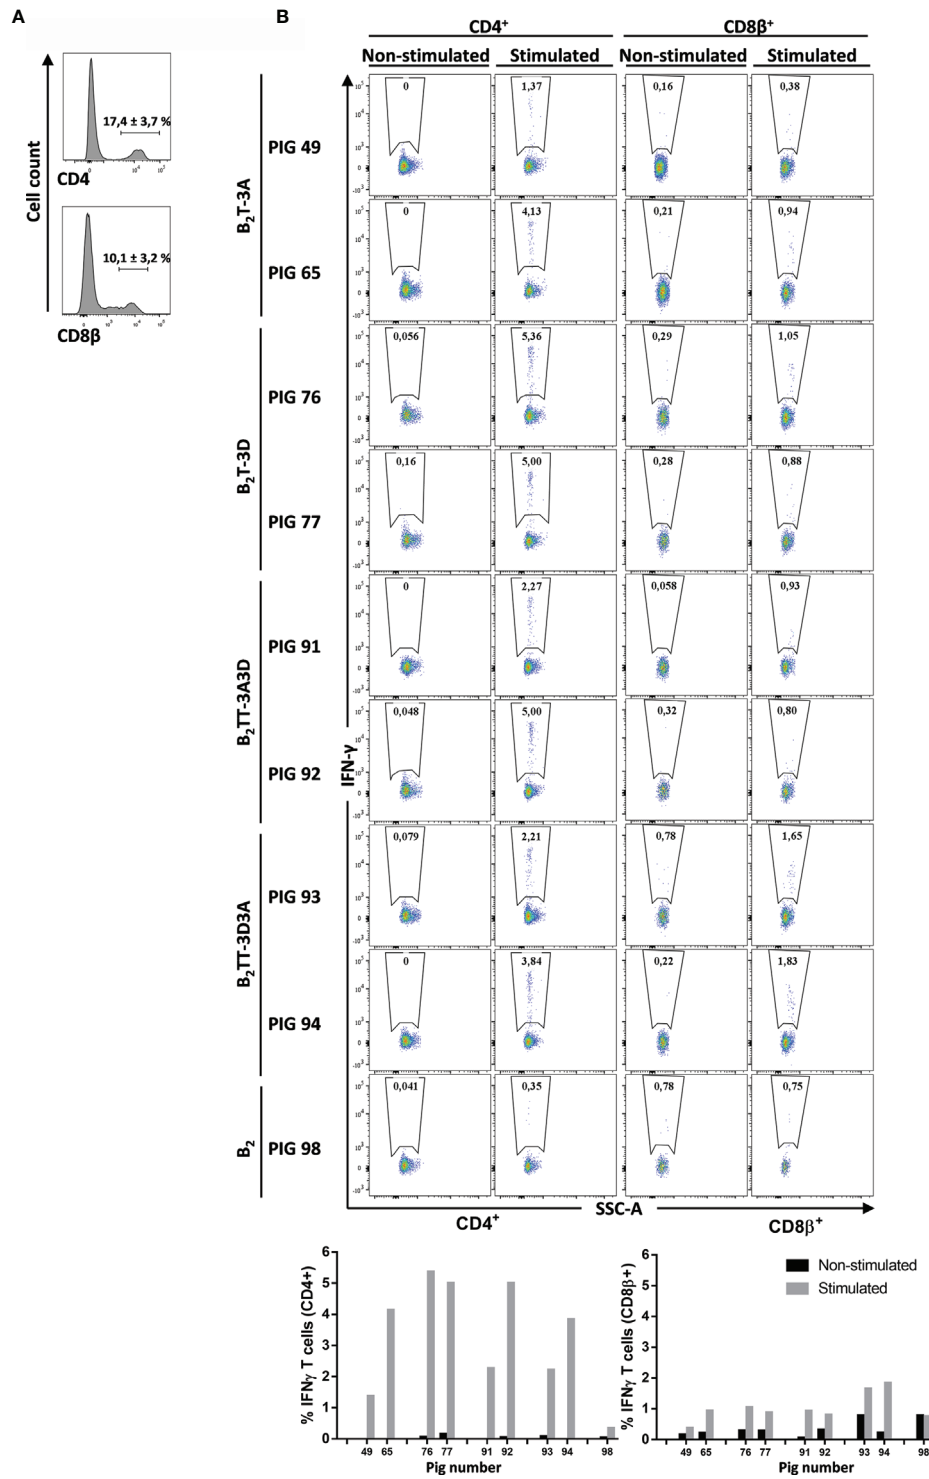 A
B
CD4+
CD8β+
Non-stimulated Stimulated Non-stimulated Stimulated
Cell count
17,4 ± 3,7 %
CD4
10,1 ± 3,2 %
CD8β
B2T-3A
PIG 49
0 1,37 0,16 0,38
PIG 65
0 4,13 0,21 0,94
B2T-3D
PIG 76
0,056 5,36 0,29 1,05
PIG 77
0,16 5,00 0,28 0,88
B2TT-3A3D
PIG 91
0 2,27 0,058 0,93
PIG 92
0,048 5,00 0,32 0,80
B2TT-3D3A
PIG 93
0,079 2,21 0,78 1,65
PIG 94
0 3,84 0,22 1,83
B2
PIG 98
0,041 0,35 0,78 0,75
IFN-γ
SSC-A
CD4+
CD8β+
% IFNγ T cells (CD4+)
6
5
4
3
2
1
0
49 65 76 77 91 92 93 94 98
Pig number
% IFNγ T cells (CD8β+)
6
5
4
3
2
1
0
49 65 76 77 91 92 93 94 98
Pig number
Non-stimulated
Stimulated